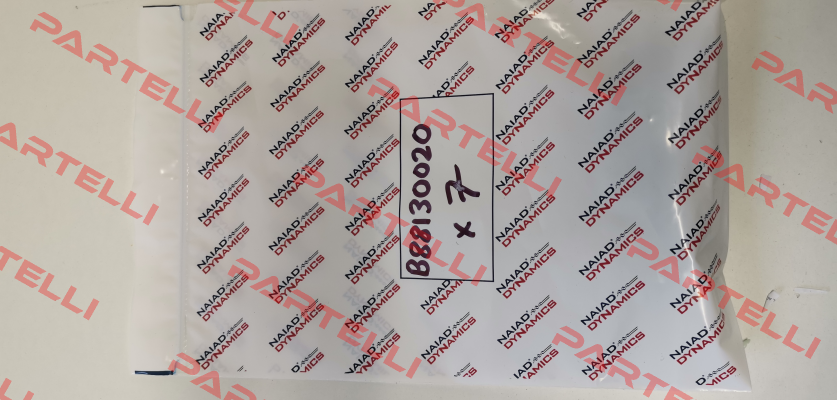 B88130020
x 7
NAIAD DYNAMICS
PARTELLI